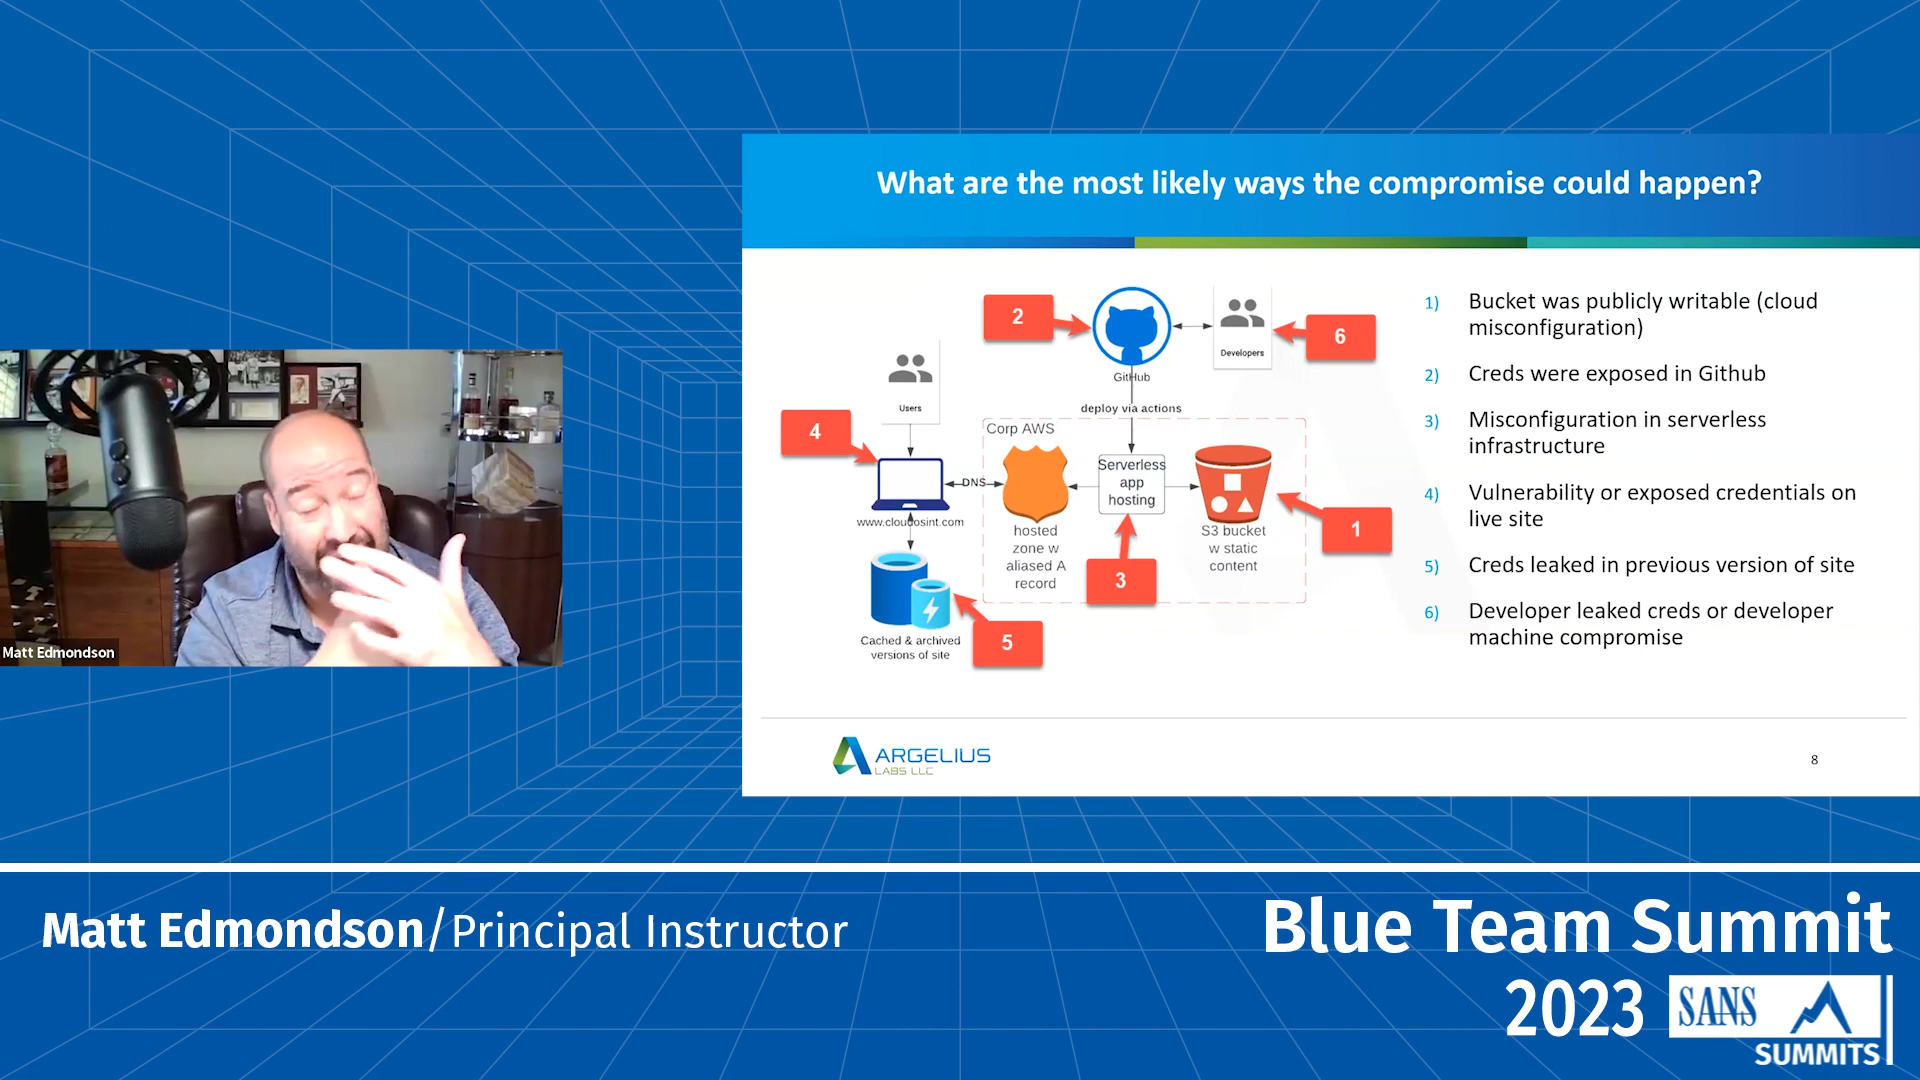 What are the most likely ways the compromise could happen?
2
GitHub
Developers
6
Users
deploy via actions
4
Corp AWS
DNS
www.cloudosint.com
Serverless
app
hosting
hosted
zone w
aliased A
record
S3 bucket
w static
content
1
3
5
Cached & archived
versions of site
1) Bucket was publicly writable (cloud
misconfiguration)
2) Creds were exposed in Github
3) Misconfiguration in serverless
infrastructure
4) Vulnerability or exposed credentials on
live site
5) Creds leaked in previous version of site
6) Developer leaked creds or developer
machine compromise
ARGELIUS
LABS LLC
8
Matt Edmondson
Matt Edmondson/Principal Instructor
Blue Team Summit
2023
SANS
SUMMITS